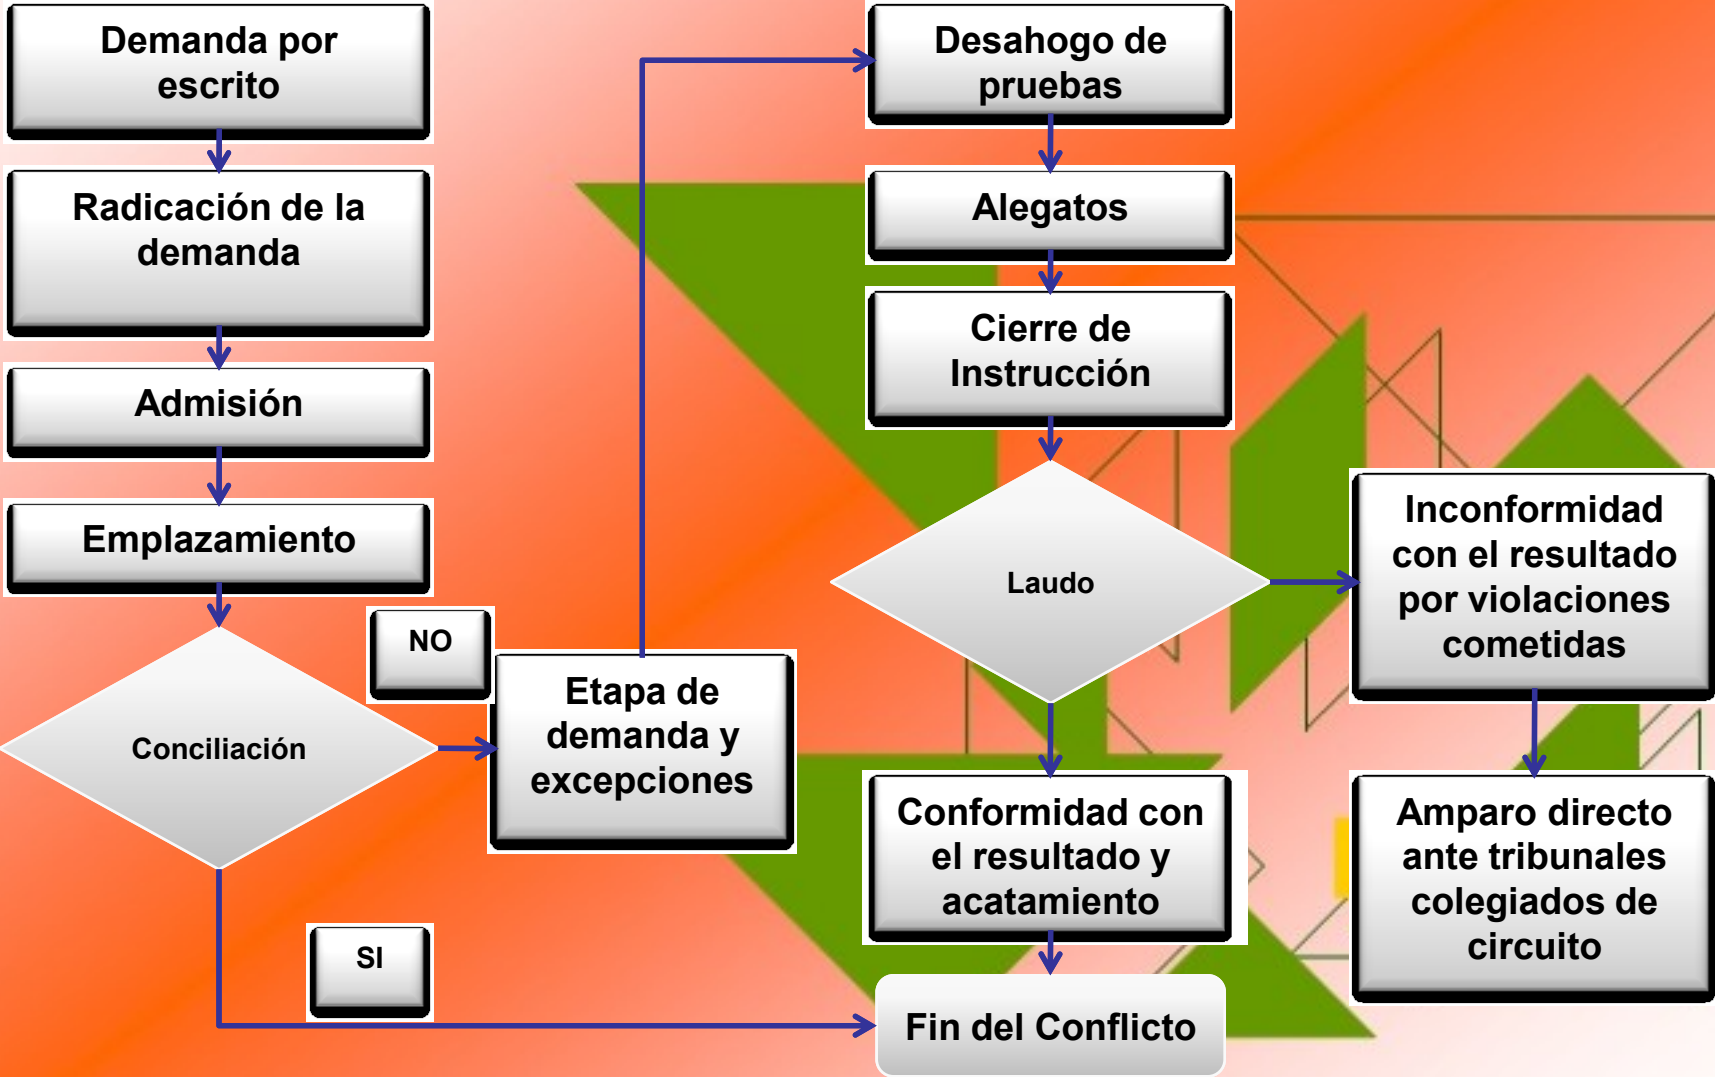 Demanda por
escrito
Radicación de la
demanda
Admisión
Emplazamiento
Conciliación
NO
SI
Etapa de
demanda y
excepciones
Desahogo de
pruebas
Alegatos
Cierre de
Instrucción
Laudo
Conformidad con
el resultado y
acatamiento
Fin del Conflicto
Inconformidad
con el resultado
por violaciones
cometidas
Amparo directo
ante tribunales
colegiados de
circuito